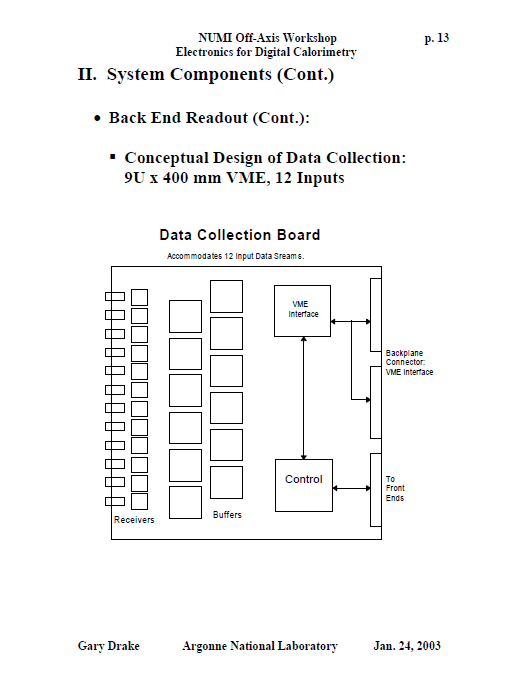 NUMI Off-Axis Workshop p. 13
Electronics for Digital Calorimetry
II. System Components (Cont.)
• Back End Readout (Cont.):
▪ Conceptual Design of Data Collection:
9U x 400 mm VME, 12 Inputs
Data Collection Board
Accommodates 12 Input Data Sreams.
VME
Interface
Backplane
Connector:
VME Interface
Control
To
Front
Ends
Buffers
Receivers
Gary Drake Argonne National Laboratory Jan. 24, 2003